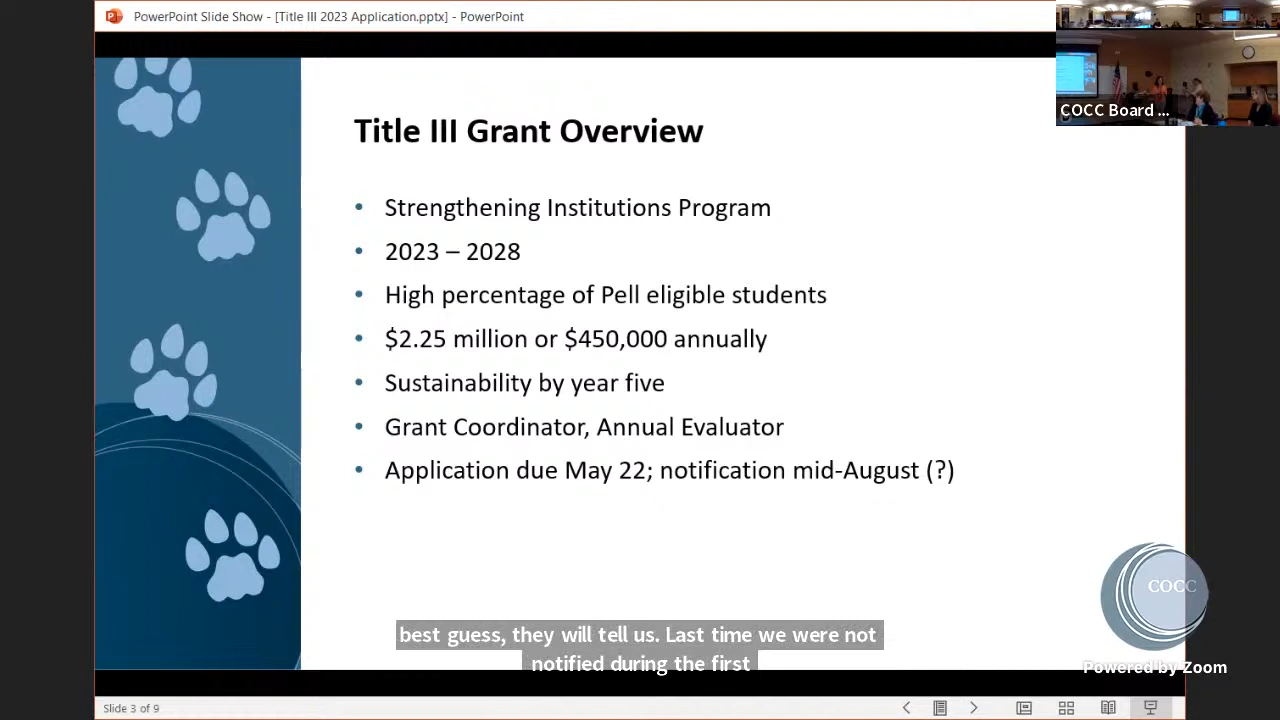 PowerPoint Slide Show - [Title III 2023 Application.pptx] - PowerPoint
COCC Board ...
Title III Grant Overview
• Strengthening Institutions Program
• 2023 – 2028
• High percentage of Pell eligible students
• $2.25 million or $450,000 annually
• Sustainability by year five
• Grant Coordinator, Annual Evaluator
• Application due May 22; notification mid-August (?)
COCC
best guess, they will tell us. Last time we were not
notified during the first
Powered by Zoom
Slide 3 of 9